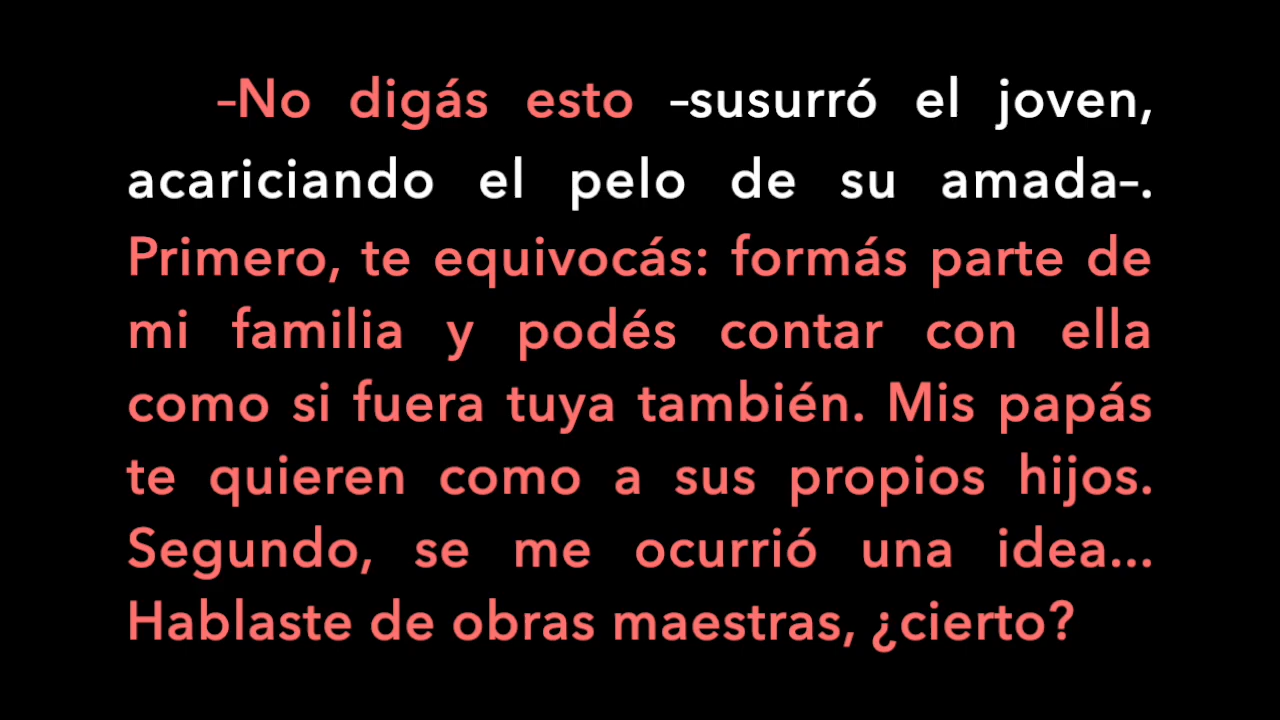 –No digás esto –susurró el joven,
acariciando el pelo de su amada–.
Primero, te equivocás: formás parte de
mi familia y podés contar con ella
como si fuera tuya también. Mis papás
te quieren como a sus propios hijos.
Segundo, se me ocurrió una idea...
Hablaste de obras maestras, ¿cierto?